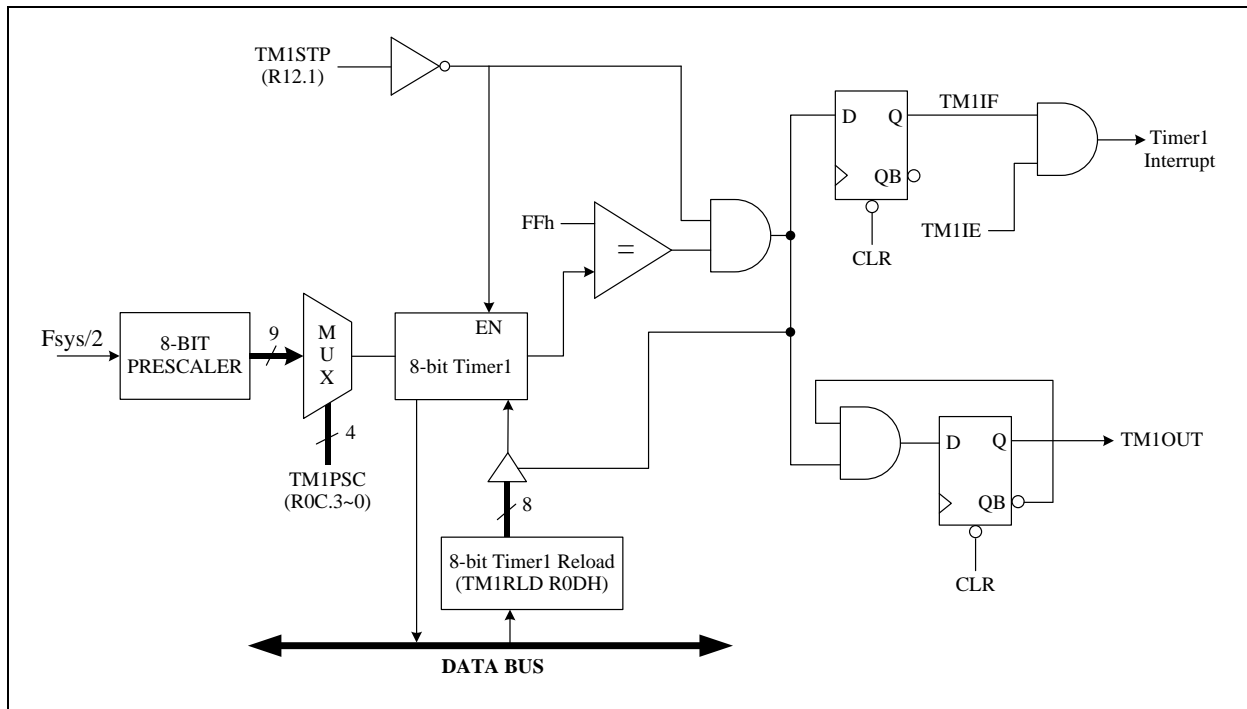 TM1STP
(R12.1)
D
Q
QB
CLR
TM1IF
TM1IE
Timer1
Interrupt
FFh
=
Fsys/2
8-BIT
PRESCALER
9
M
U
X
4
TM1PSC
(R0C.3~0)
EN
8-bit Timer1
8
8-bit Timer1 Reload
(TM1RLD R0DH)
DATA BUS
D
Q
QB
CLR
TM1OUT